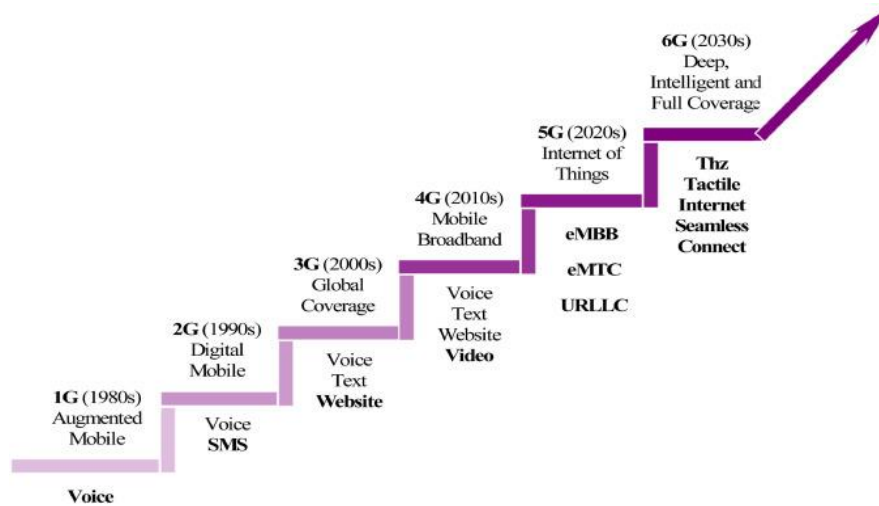 1G (1980s)
Augmented
Mobile
Voice
2G (1990s)
Digital
Mobile
Voice
SMS
3G (2000s)
Global
Coverage
Voice
Text
Website
4G (2010s)
Mobile
Broadband
Voice
Text
Website
Video
5G (2020s)
Internet of
Things
eMBB
eMTC
URLLC
6G (2030s)
Deep,
Intelligent and
Full Coverage
Thz
Tactile
Internet
Seamless
Connect